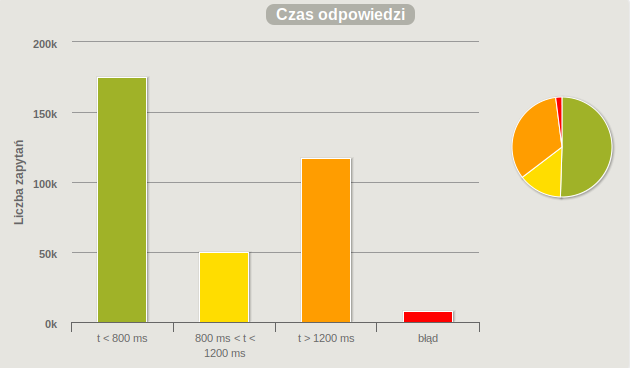 Czas odpowiedzi
Liczba zapytań
200k
150k
100k
50k
0k
t < 800 ms
800 ms < t <
1200 ms
t > 1200 ms
błąd